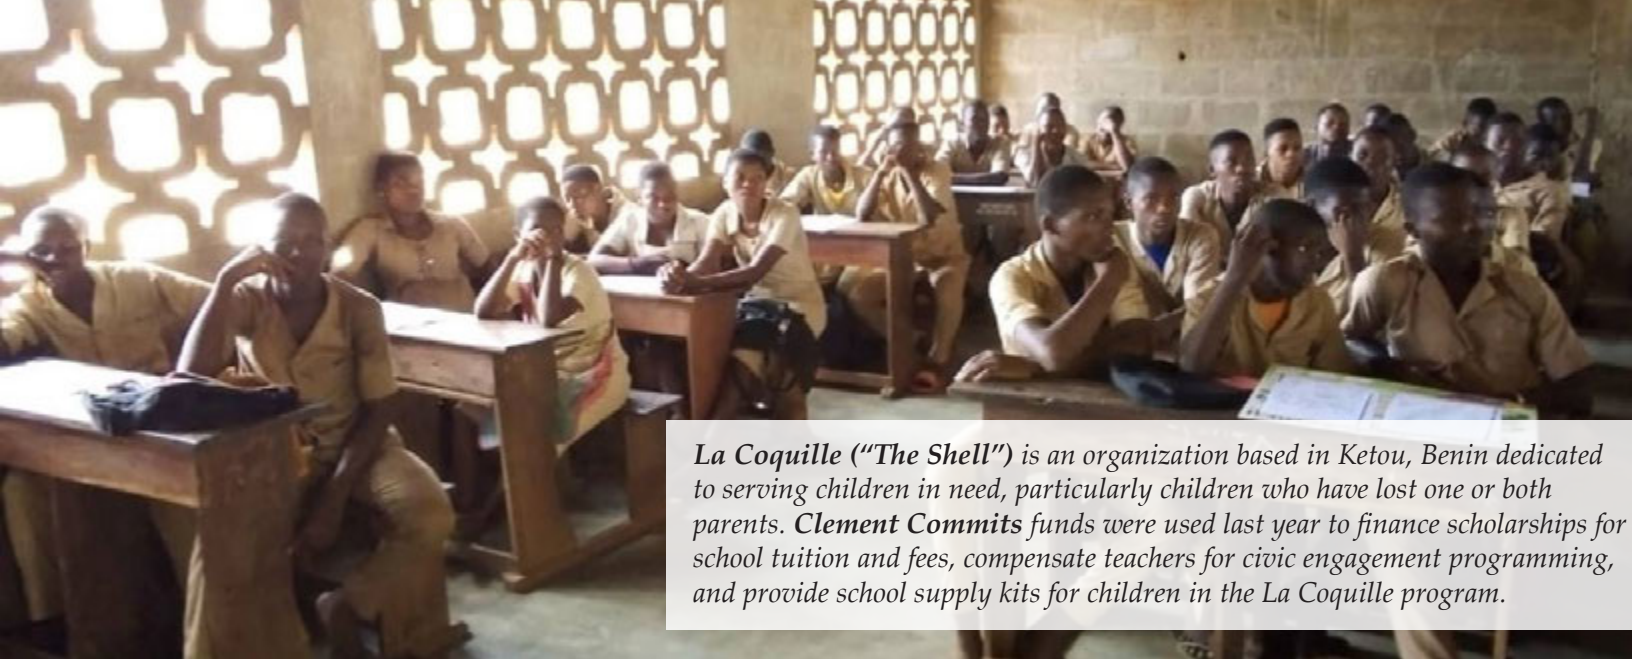 La Coquille (“The Shell”) is an organization based in Ketou, Benin dedicated
to serving children in need, particularly children who have lost one or both
parents. Clement Commits funds were used last year to finance scholarships for
school tuition and fees, compensate teachers for civic engagement programming,
and provide school supply kits for children in the La Coquille program.